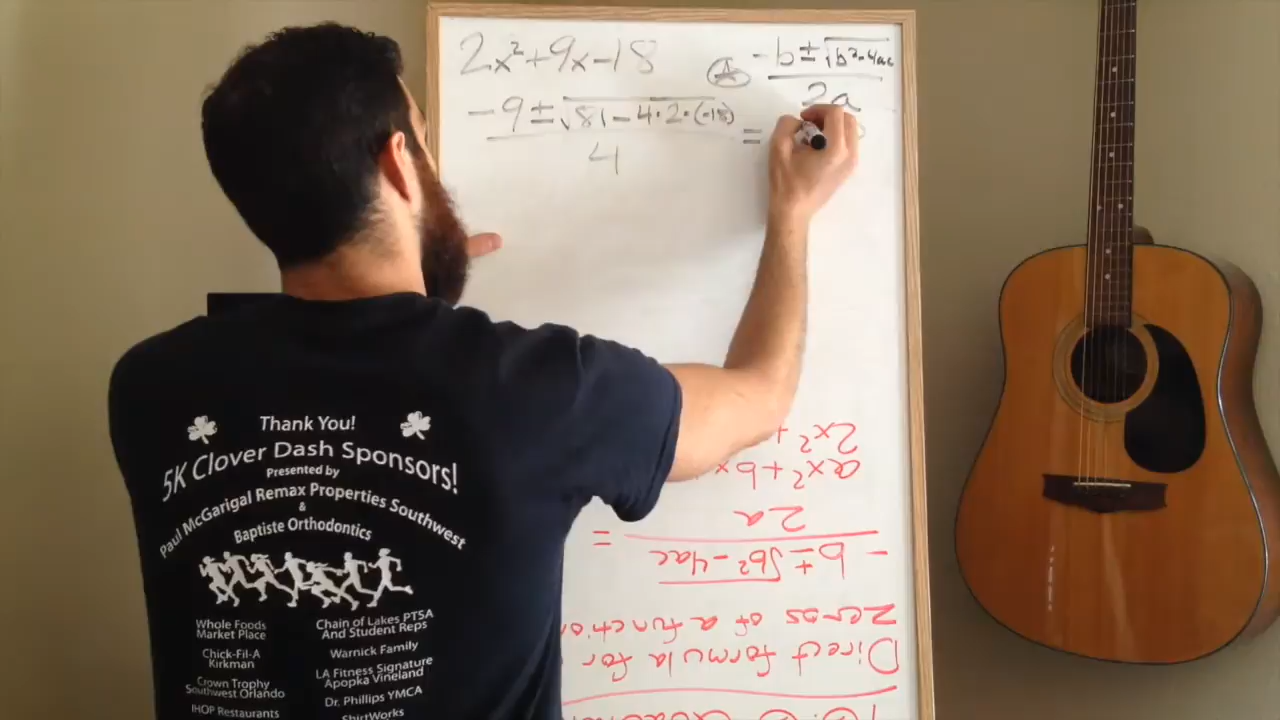 2x²+9x-18
-b ± √b²-4ac
2a
-9 ± √81-4·2·(-18)
=
4
Thank You!
5K Clover Dash Sponsors!
Presented by
Paul McGarigal Remax Properties Southwest
&
Baptiste Orthodontics
Whole Foods
Market Place
Chick-Fil-A
Kirkman
Crown Trophy
Southwest Orlando
IHOP Restaurants
Chain of Lakes PTSA
And Student Reps
Warnick Family
LA Fitness Signature
Apopka Vineland
Dr. Phillips YMCA
ShirtWorks
Direct formula for
zeros of a function
-b ± √b²-4ac =
2a
ax²+bx
2x²+